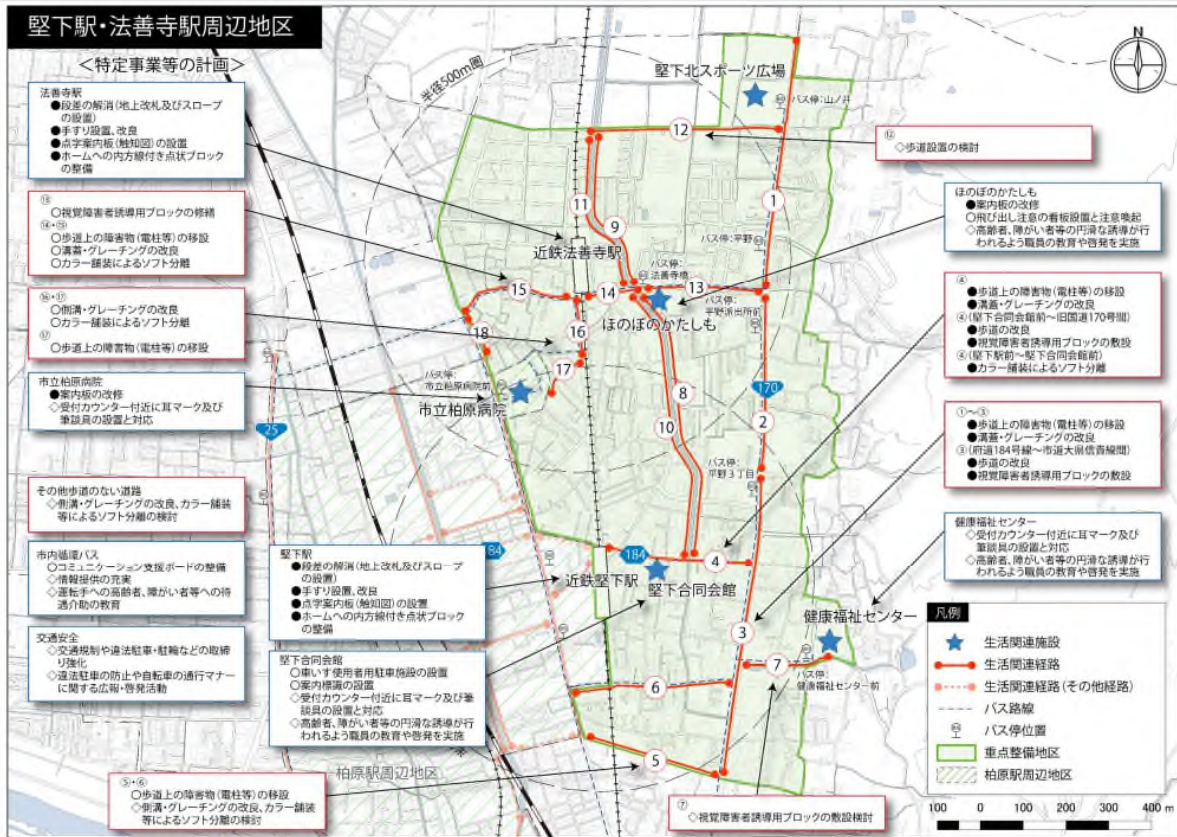 堅下駅・法善寺駅周辺地区
＜特定事業等の計画＞
法善寺駅
●段差の解消(地上改札及びスロープ
の設置)
●手すり設置、改良
●点字案内板(触知図)の設置
●ホームへの内方線付き点状ブロック
の整備
⑬
○視覚障害者誘導用ブロックの修繕
⑭・⑮
○歩道上の障害物(電柱等)の移設
○溝蓋・グレーチングの改良
○カラー舗装によるソフト分離
⑯・⑰
○側溝・グレーチングの改良
○カラー舗装によるソフト分離
⑰
○歩道上の障害物(電柱等)の移設
市立柏原病院
●案内板の改修
◇受付カウンター付近に耳マーク及び
筆談具の設置と対応
その他歩道のない道路
◇側溝・グレーチングの改良、カラー舗装
等によるソフト分離の検討
市内循環バス
○コミュニケーション支援ボードの整備
◇情報提供の充実
◇運転手への高齢者、障がい者等への待
遇介助の教育
交通安全
◇交通規制や違法駐車・駐輪などの取締
り強化
◇違法駐車の防止や自転車の通行マナー
に関する広報・啓発活動
堅下駅
●段差の解消(地上改札及びスロープ
の設置)
●手すり設置、改良
●点字案内板(触知図)の設置
●ホームへの内方線付き点状ブロック
の整備
堅下合同会館
○車いす使用者用駐車施設の設置
○案内標識の設置
◇受付カウンター付近に耳マーク及び筆
談具の設置と対応
◇高齢者、障がい者等の円滑な誘導が行
われるよう職員の教育や啓発を実施
⑤・⑥
○歩道上の障害物(電柱等)の移設
◇側溝・グレーチングの改良、カラー舗装
等によるソフト分離の検討
⑦
◇視覚障害者誘導用ブロックの敷設検討
⑫
◇歩道設置の検討
ほのぼのかたしも
●案内板の改修
○飛び出し注意の看板設置と注意喚起
◇高齢者、障がい者等の円滑な誘導が行
われるよう職員の教育や啓発を実施
④
●歩道上の障害物(電柱等)の移設
●溝蓋・グレーチングの改良
④(堅下合同会館前～旧国道170号間)
●歩道の改良
●視覚障害者誘導用ブロックの敷設
④(堅下駅前～堅下合同会館前)
●カラー舗装によるソフト分離
①～③
●歩道上の障害物(電柱等)の移設
●溝蓋・グレーチングの改良
③(府道184号線～市道大県信貴線間)
●歩道の改良
●視覚障害者誘導用ブロックの敷設
健康福祉センター
◇受付カウンター付近に耳マーク及び
筆談具の設置と対応
◇高齢者、障がい者等の円滑な誘導が行
われるよう職員の教育や啓発を実施
N
半径500m圏
堅下北スポーツ広場
バス停:山ノ井
12
1
11
9
バス停:平野
近鉄法善寺駅
バス停:
法善寺橋
15
14
13
バス停:
平野派出所前
ほのぼのかたしも
18
16
17
バス停:
市立柏原病院前
市立柏原病院
25
170
8
10
2
バス停:
平野3丁目
184
184
4
近鉄堅下駅
堅下合同会館
3
健康福祉センター
7
バス停:
健康福祉センター前
6
5
柏原駅周辺地区
凡例
生活関連施設
生活関連経路
生活関連経路(その他経路)
バス路線
バス停位置
重点整備地区
柏原駅周辺地区
100 0 100 200 300 400 m